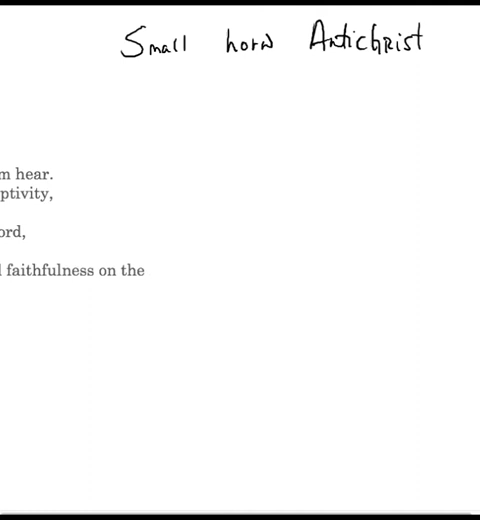 Small horn Antichrist
m hear.
ptivity,
ord,
faithfulness on the